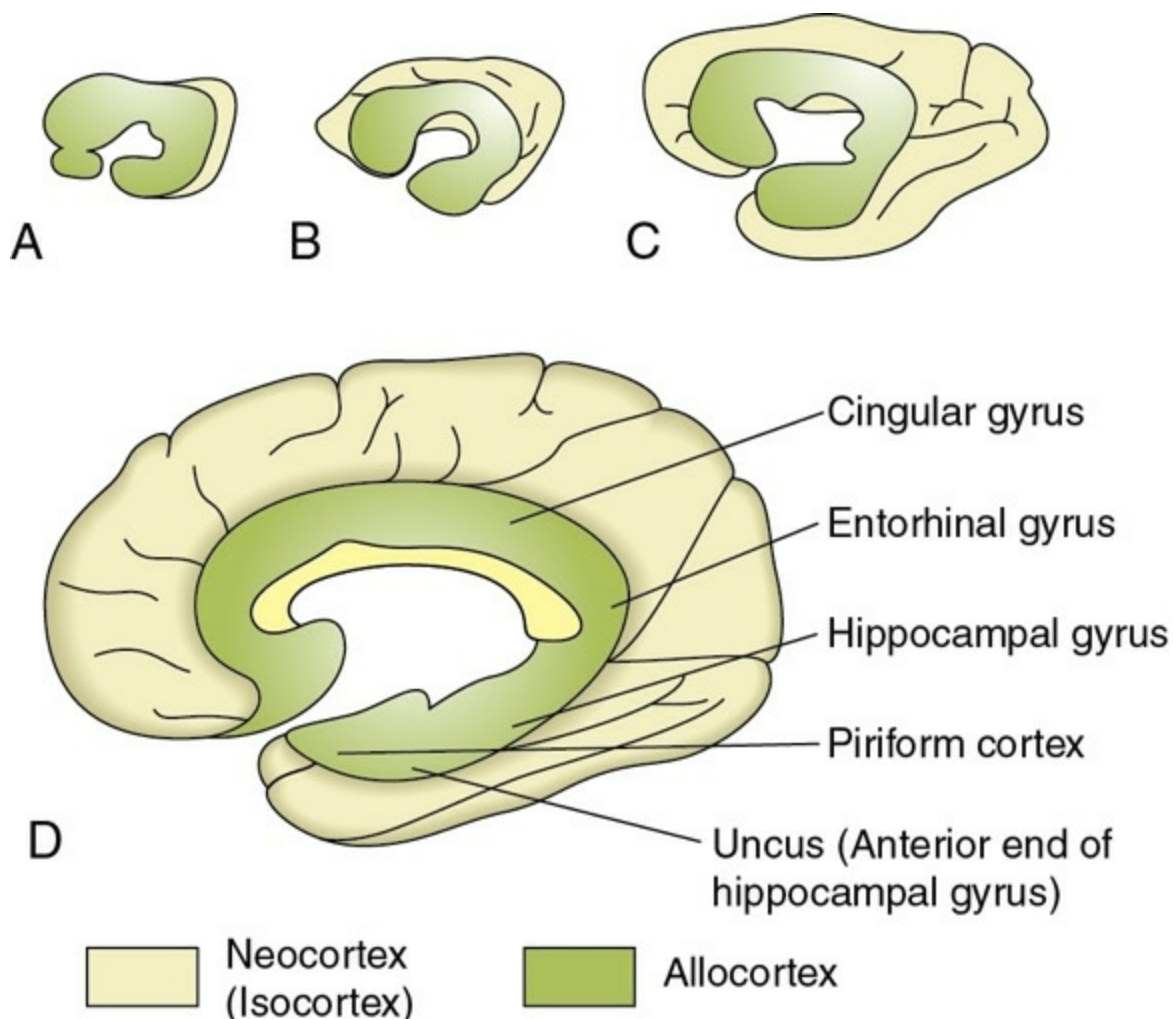 A
B
C
Cingular gyrus
Entorhinal gyrus
Hippocampal gyrus
Piriform cortex
D
Uncus (Anterior end of
hippocampal gyrus)
Neocortex
(Isocortex)
Allocortex